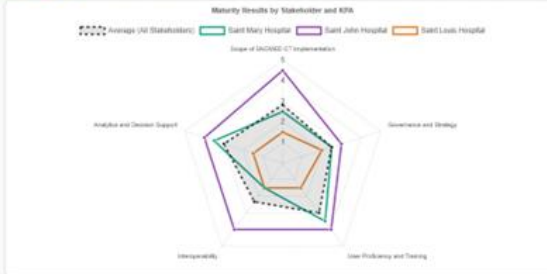 Maturity Results by Stakeholder and KPA
Average (All Stakeholders) Saint Mary Hospital Saint John Hospital Saint Louis Hospital
Scope of SNOMED CT Implementation
5
4
3
2
1
Analytics and Decision Support
Governance and Strategy
Interoperability
User Proficiency and Training